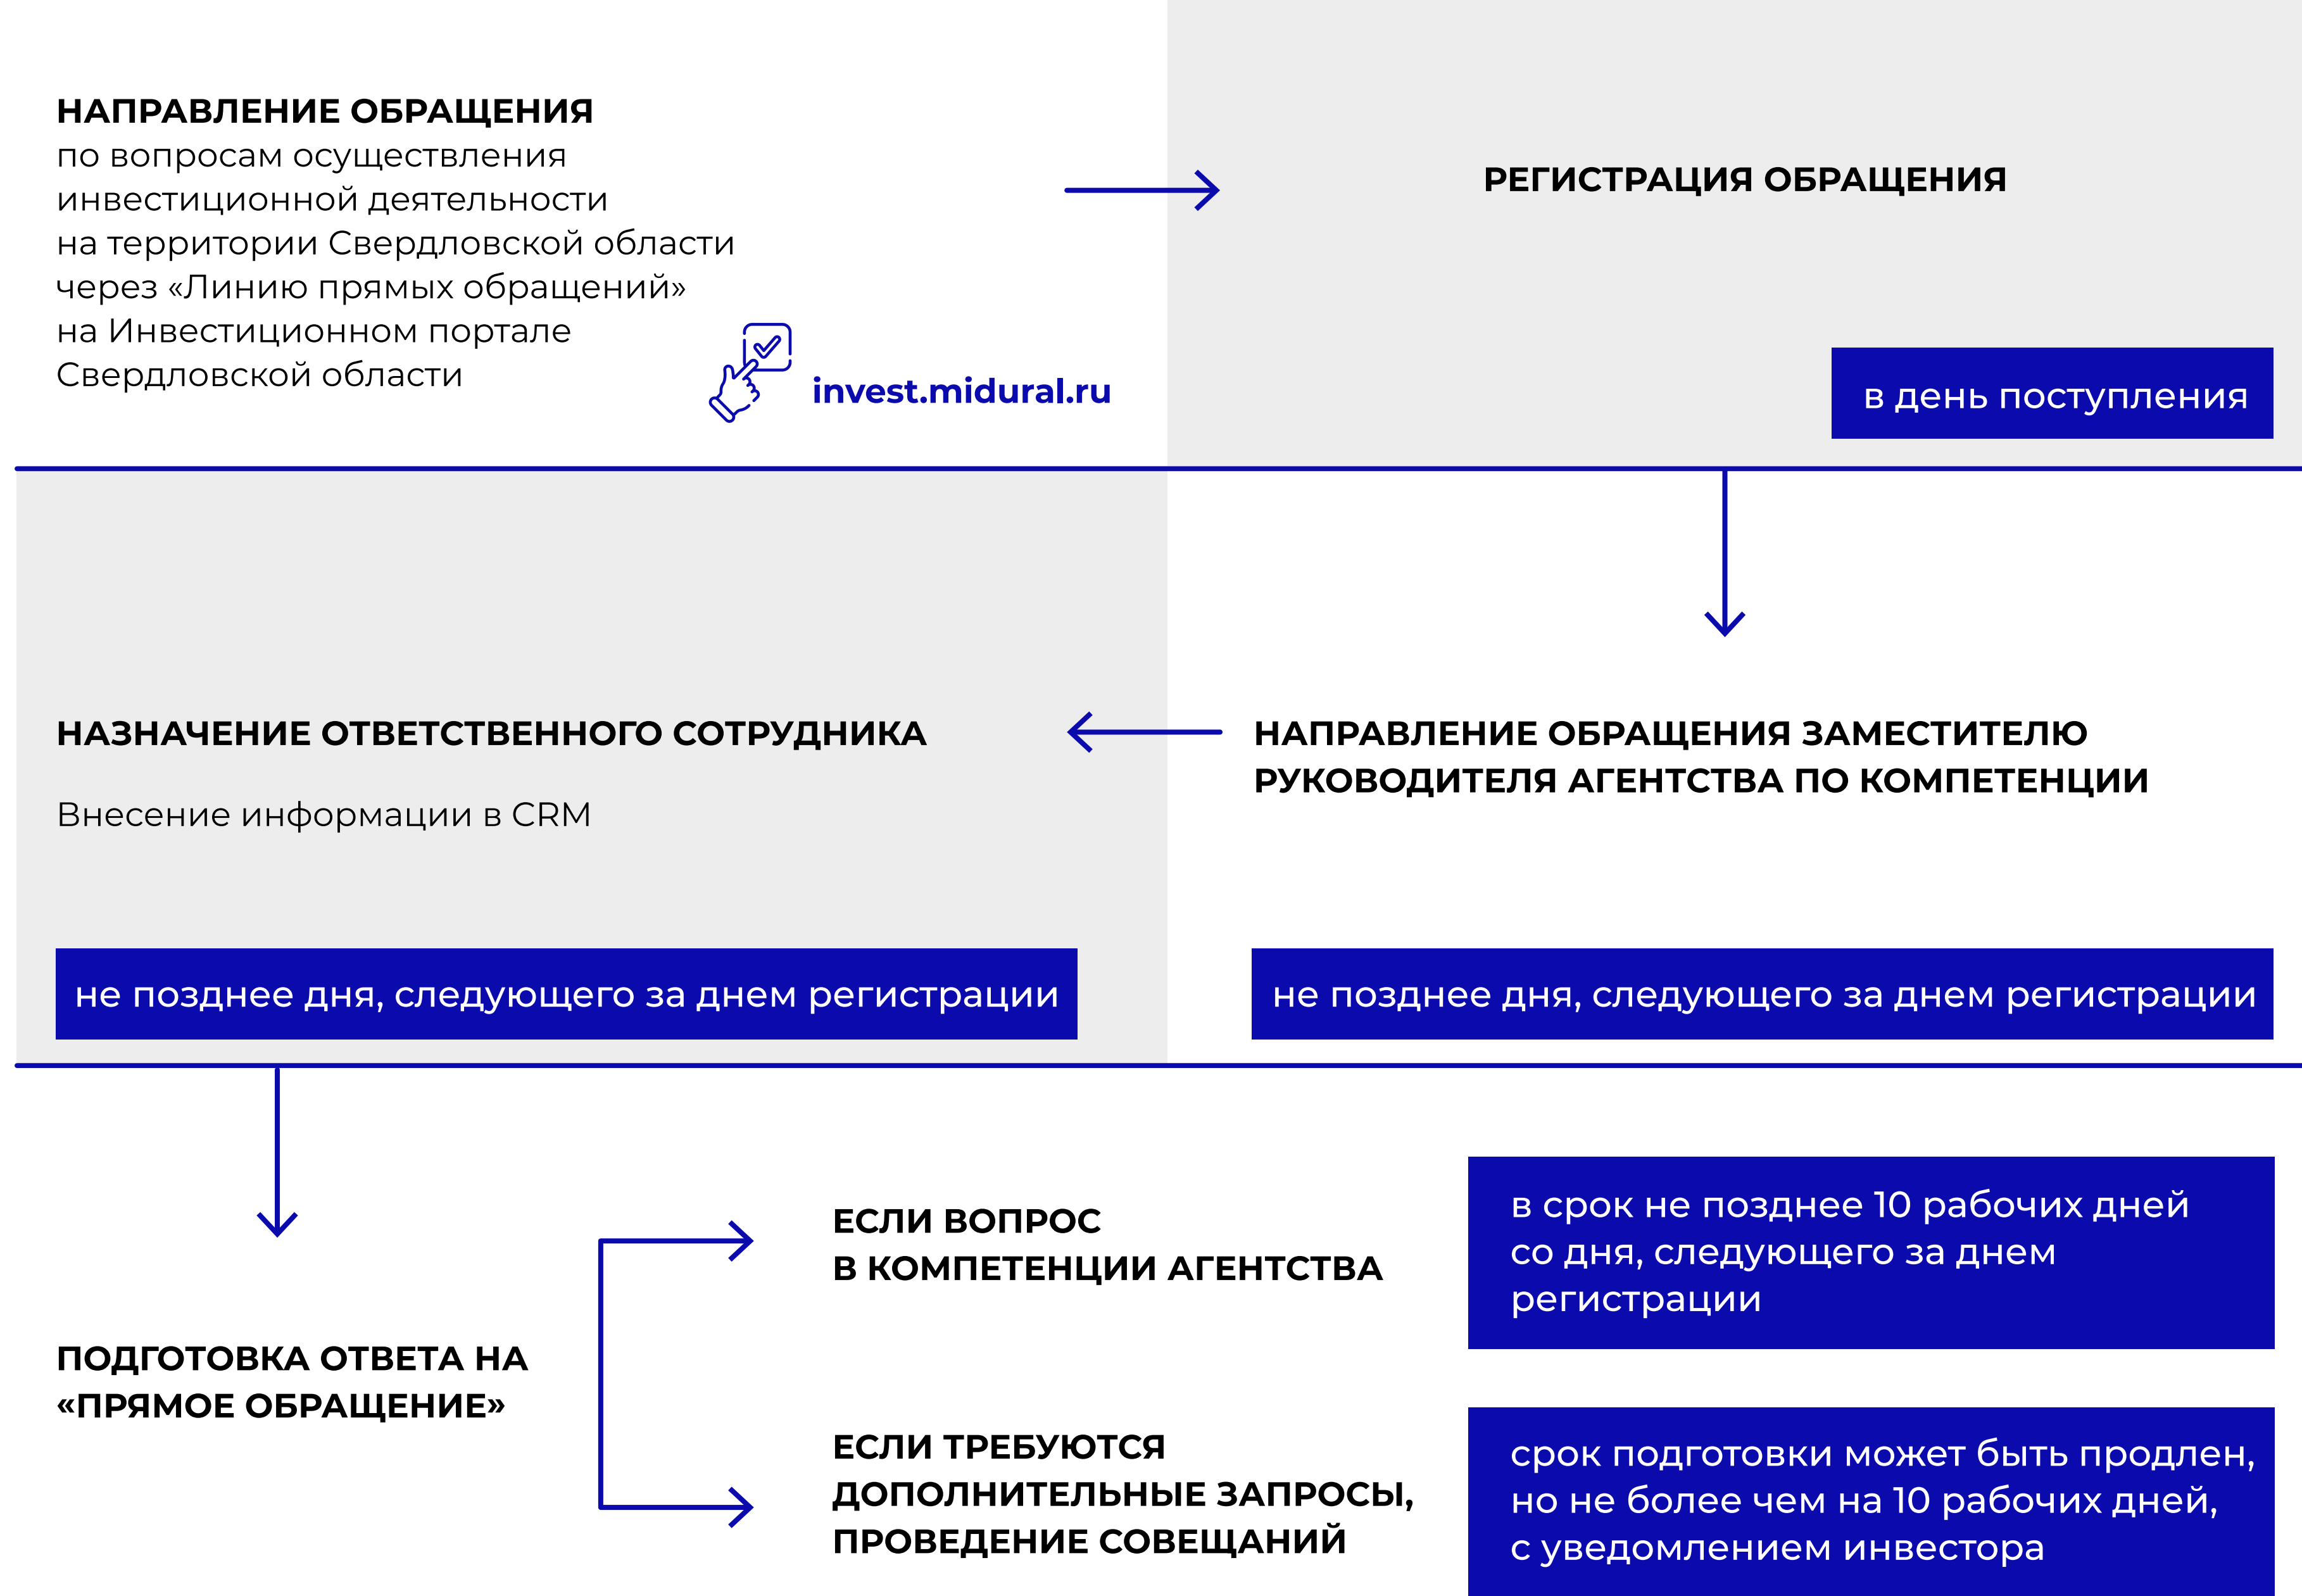 НАПРАВЛЕНИЕ ОБРАЩЕНИЯ
по вопросам осуществления
инвестиционной деятельности
на территории Свердловской области
через «Линию прямых обращений»
на Инвестиционном портале
Свердловской области
invest.midural.ru
РЕГИСТРАЦИЯ ОБРАЩЕНИЯ
в день поступления
НАПРАВЛЕНИЕ ОБРАЩЕНИЯ ЗАМЕСТИТЕЛЮ
РУКОВОДИТЕЛЯ АГЕНТСТВА ПО КОМПЕТЕНЦИИ
не позднее дня, следующего за днем регистрации
НАЗНАЧЕНИЕ ОТВЕТСТВЕННОГО СОТРУДНИКА
Внесение информации в CRM
не позднее дня, следующего за днем регистрации
ПОДГОТОВКА ОТВЕТА НА
«ПРЯМОЕ ОБРАЩЕНИЕ»
ЕСЛИ ВОПРОС
В КОМПЕТЕНЦИИ АГЕНТСТВА
в срок не позднее 10 рабочих дней
со дня, следующего за днем
регистрации
ЕСЛИ ТРЕБУЮТСЯ
ДОПОЛНИТЕЛЬНЫЕ ЗАПРОСЫ,
ПРОВЕДЕНИЕ СОВЕЩАНИЙ
срок подготовки может быть продлен,
но не более чем на 10 рабочих дней,
с уведомлением инвестора